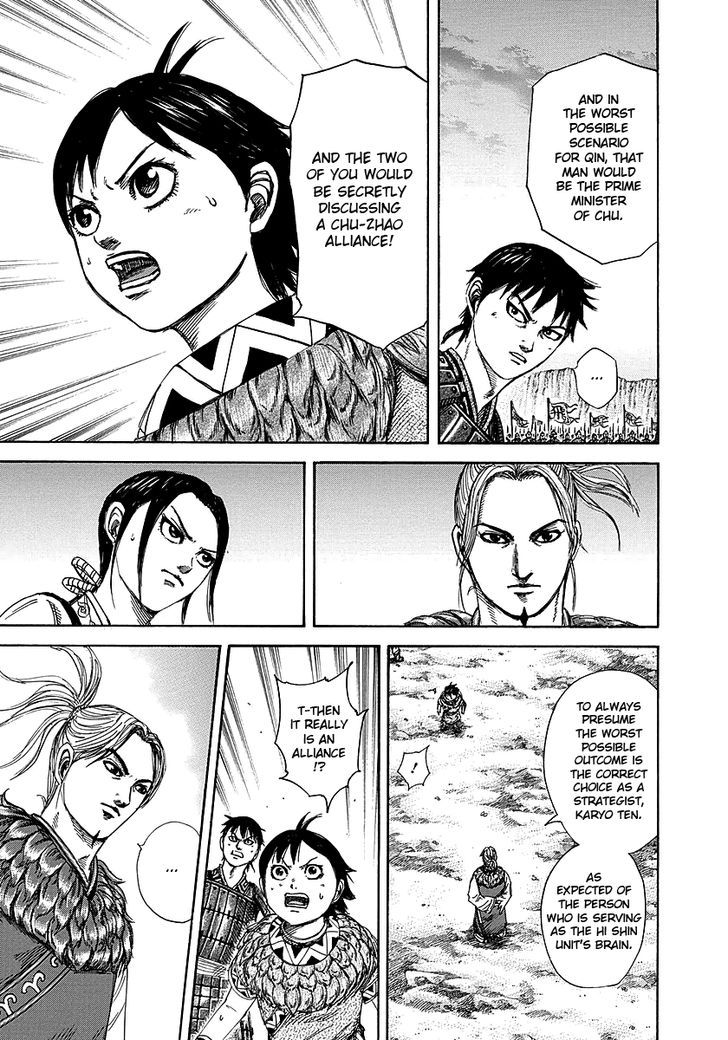 AND IN
THE WORST
POSSIBLE
SCENARIO
FOR QIN, THAT
MAN WOULD
BE THE PRIME
MINISTER
OF CHU.
...
AND THE TWO
OF YOU WOULD
BE SECRETLY
DISCUSSING
A CHU-ZHAO
ALLIANCE!
TO ALWAYS
PRESUME
THE WORST
POSSIBLE
OUTCOME IS
THE CORRECT
CHOICE AS A
STRATEGIST,
KARYO TEN.
!
AS
EXPECTED OF
THE PERSON
WHO IS SERVING
AS THE HI SHIN
UNIT'S BRAIN.
T-THEN
IT REALLY
IS AN
ALLIANCE
!?
...